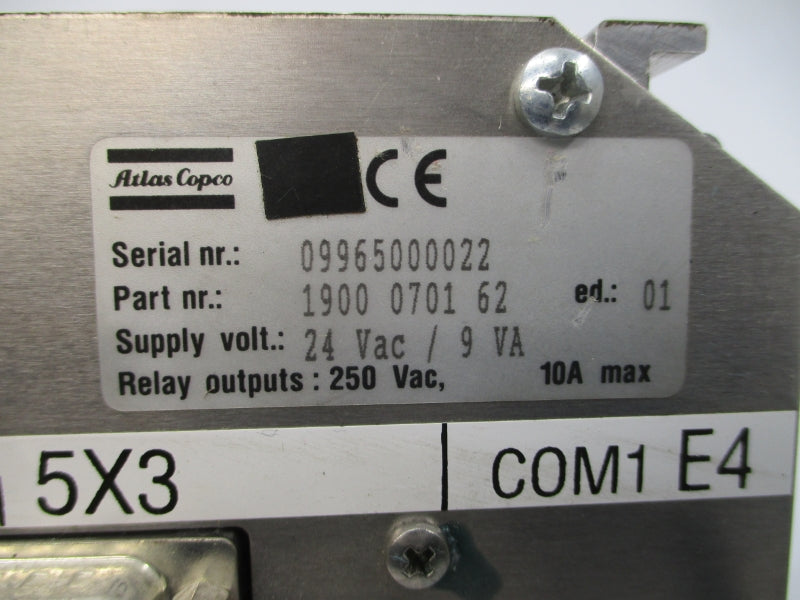 Atlas Copco
CE
Serial nr.: 09965000022
Part nr.: 1900 0701 62 ed.: 01
Supply volt.: 24 Vac / 9 VA
Relay outputs : 250 Vac, 10A max
5X3 COM1 E4